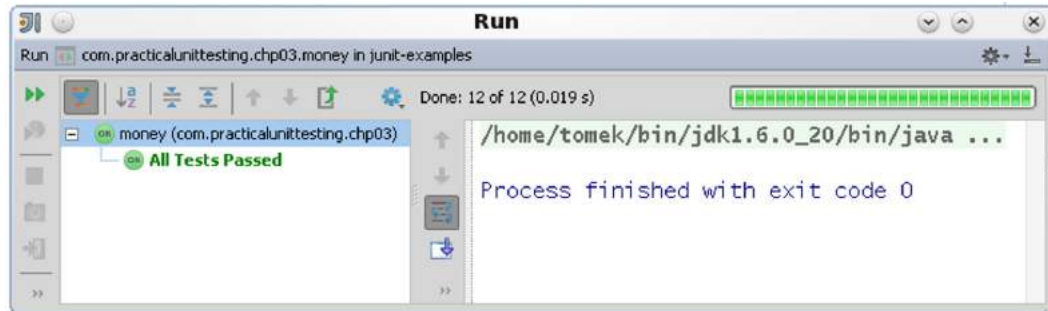 Run
Run com.practicalunittesting.chp03.money in junit-examples
Done: 12 of 12 (0.019 s)
money (com.practicalunittesting.chp03)
All Tests Passed
/home/tomek/bin/jdk1.6.0_20/bin/java ...
Process finished with exit code 0